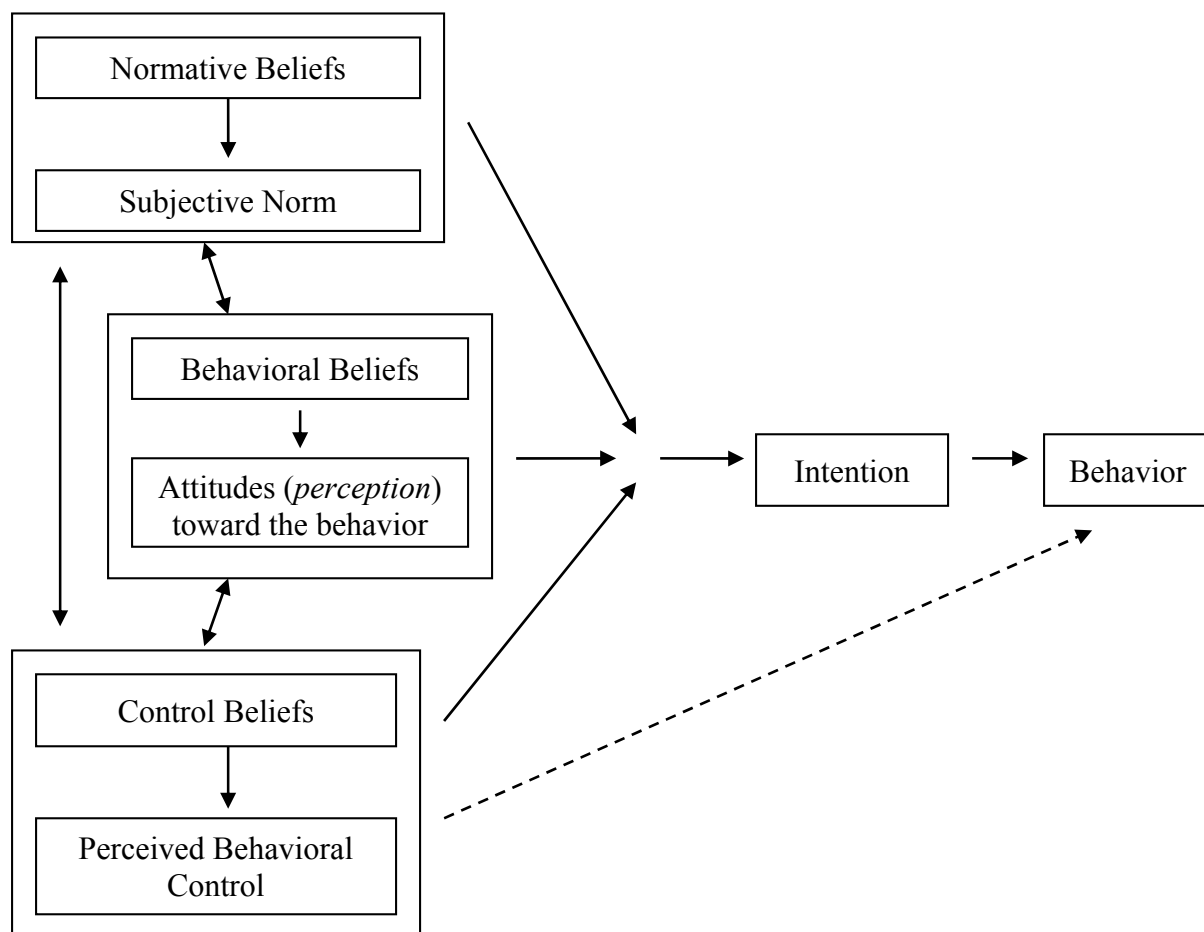 Normative Beliefs
Subjective Norm
Behavioral Beliefs
Attitudes (perception)
toward the behavior
Intention
Behavior
Control Beliefs
Perceived Behavioral
Control